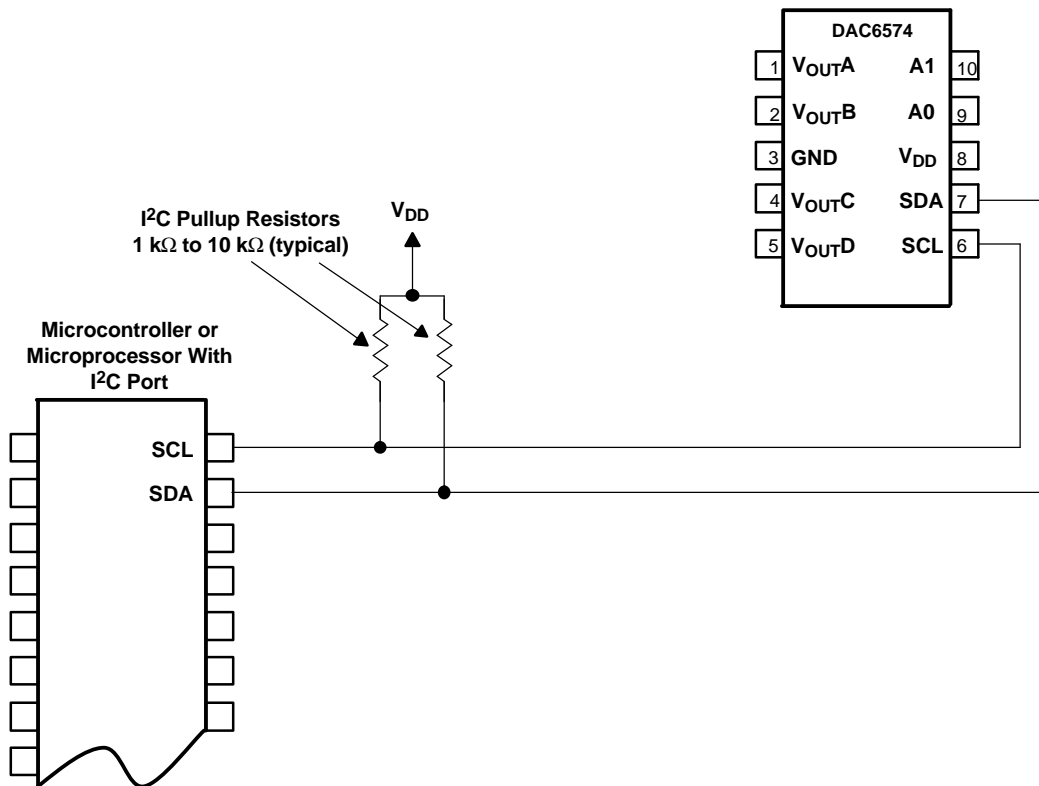 DAC6574
1 VOUTA A1 10
2 VOUTB A0 9
3 GND VDD 8
4 VOUTC SDA 7
5 VOUTD SCL 6
I2C Pullup Resistors
1 kΩ to 10 kΩ (typical)
VDD
Microcontroller or
Microprocessor With
I2C Port
SCL
SDA